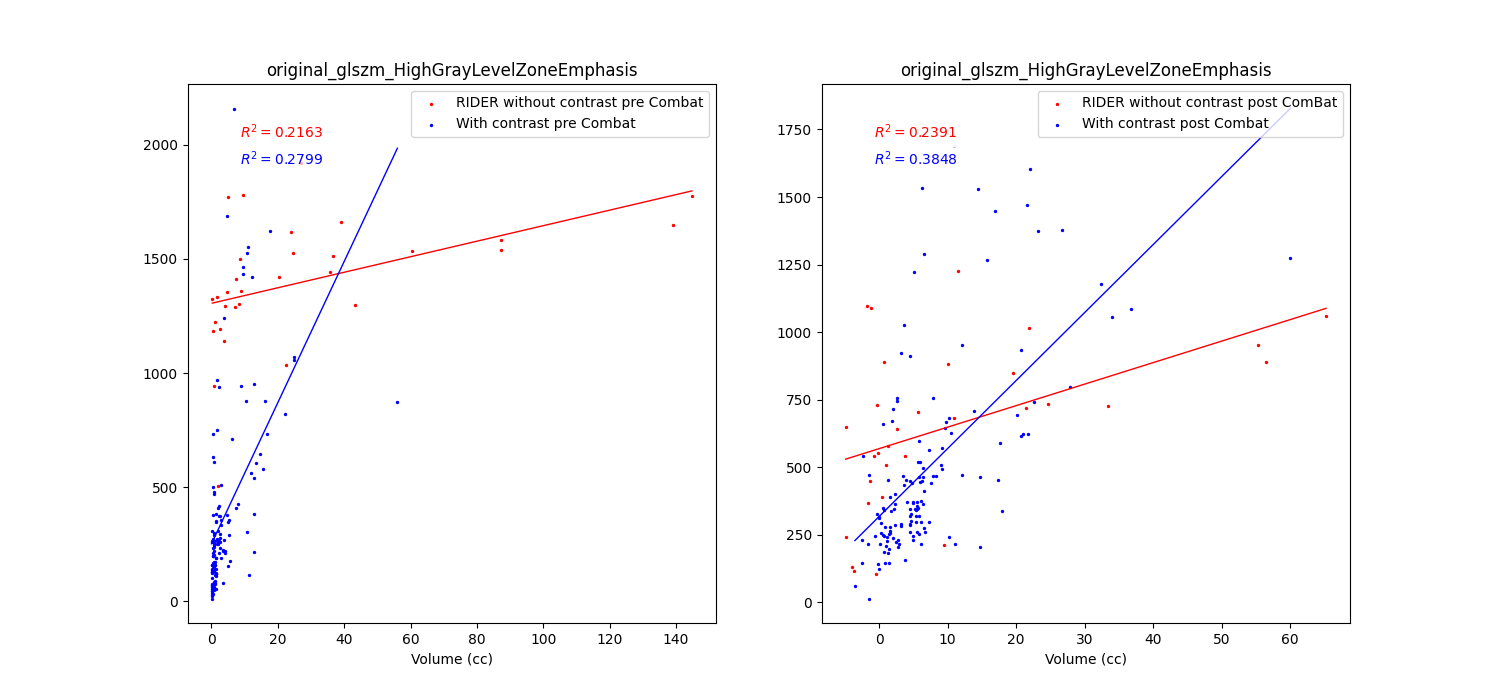 original_glszm_HighGrayLevelZoneEmphasis
RIDER without contrast pre Combat
With contrast pre Combat
R² = 0.2163
R² = 0.2799
2000
1500
1000
500
0
0 20 40 60 80 100 120 140
Volume (cc)
original_glszm_HighGrayLevelZoneEmphasis
RIDER without contrast post ComBat
With contrast post Combat
R² = 0.2391
R² = 0.3848
1750
1500
1250
1000
750
500
250
0
0 10 20 30 40 50 60
Volume (cc)